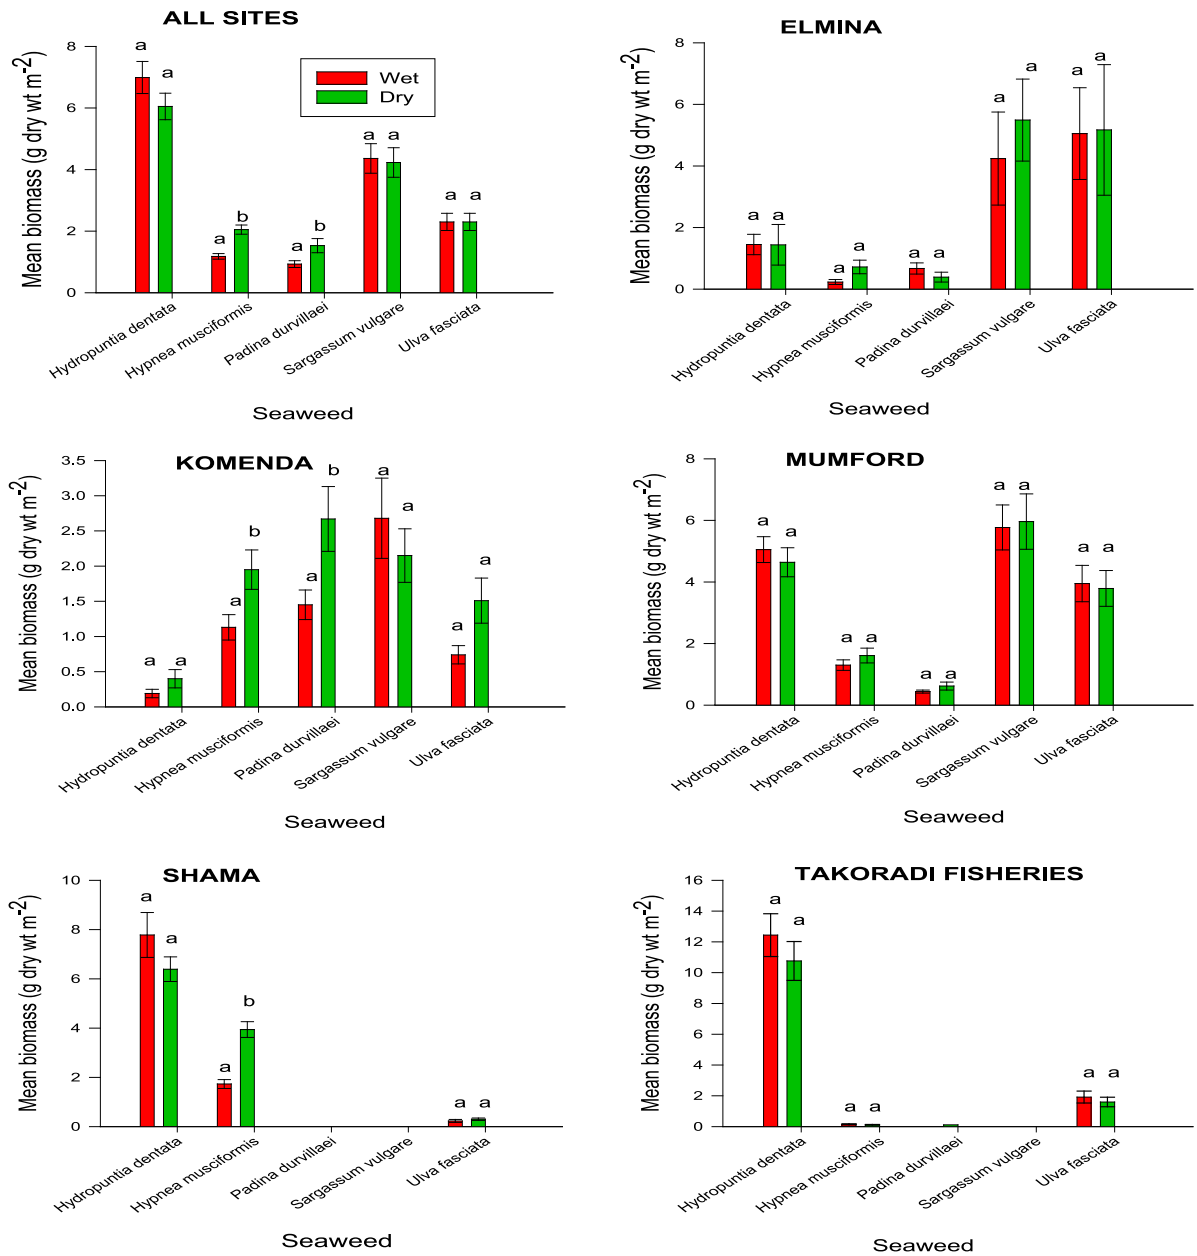 ALL SITES
Mean biomass (g dry wt m-2)
8
6
4
2
0
a
a
a
b
a
b
a
a
a
a
Wet
Dry
Hydropuntia dentata
Hypnea musciformis
Padina durvillaei
Sargassum vulgare
Ulva fasciata
Seaweed
ELMINA
Mean biomass (g dry wt m-2)
8
6
4
2
0
a
a
a
a
a
a
a
a
a
a
Hydropuntia dentata
Hypnea musciformis
Padina durvillaei
Sargassum vulgare
Ulva fasciata
Seaweed
KOMENDA
Mean biomass (g dry wt m-2)
3.5
3.0
2.5
2.0
1.5
1.0
0.5
0.0
a
a
a
b
a
b
a
a
a
a
Hydropuntia dentata
Hypnea musciformis
Padina durvillaei
Sargassum vulgare
Ulva fasciata
Seaweed
MUMFORD
Mean biomass (g dry wt m-2)
8
6
4
2
0
a
a
a
a
a
a
a
a
a
a
Hydropuntia dentata
Hypnea musciformis
Padina durvillaei
Sargassum vulgare
Ulva fasciata
Seaweed
SHAMA
Mean biomass (g dry wt m-2)
10
8
6
4
2
0
a
a
a
b
a
a
Hydropuntia dentata
Hypnea musciformis
Padina durvillaei
Sargassum vulgare
Ulva fasciata
Seaweed
TAKORADI FISHERIES
Mean biomass (g dry wt m-2)
16
14
12
10
8
6
4
2
0
a
a
a
a
a
a
Hydropuntia dentata
Hypnea musciformis
Padina durvillaei
Sargassum vulgare
Ulva fasciata
Seaweed